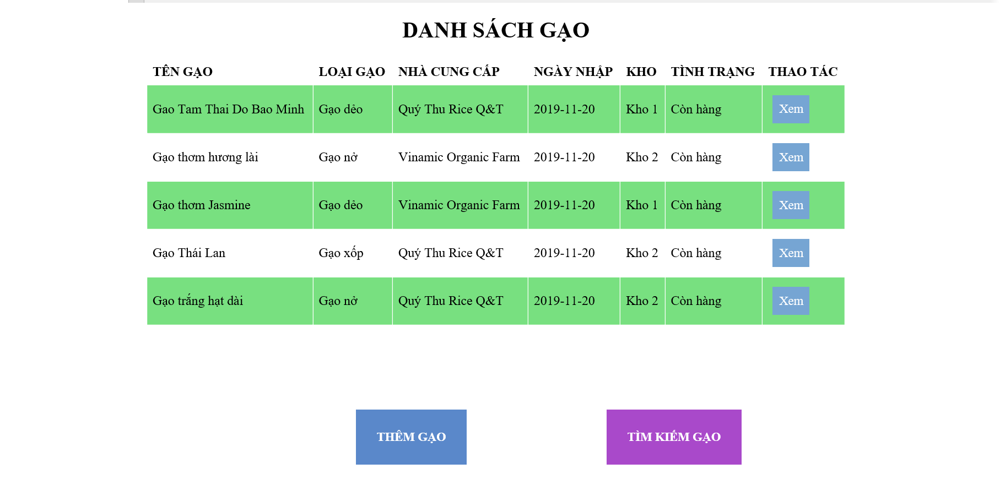 DANH SÁCH GẠO
TÊN GẠO LOẠI GẠO NHÀ CUNG CẤP NGÀY NHẬP KHO TÌNH TRẠNG THAO TÁC
Gao Tam Thai Do Bao Minh Gạo dẻo Quý Thu Rice Q&T 2019-11-20 Kho 1 Còn hàng Xem
Gạo thơm hương lài Gạo nở Vinamic Organic Farm 2019-11-20 Kho 2 Còn hàng Xem
Gạo thơm Jasmine Gạo dẻo Vinamic Organic Farm 2019-11-20 Kho 1 Còn hàng Xem
Gạo Thái Lan Gạo xốp Quý Thu Rice Q&T 2019-11-20 Kho 2 Còn hàng Xem
Gạo trắng hạt dài Gạo nở Quý Thu Rice Q&T 2019-11-20 Kho 2 Còn hàng Xem
THÊM GẠO TÌM KIẾM GẠO